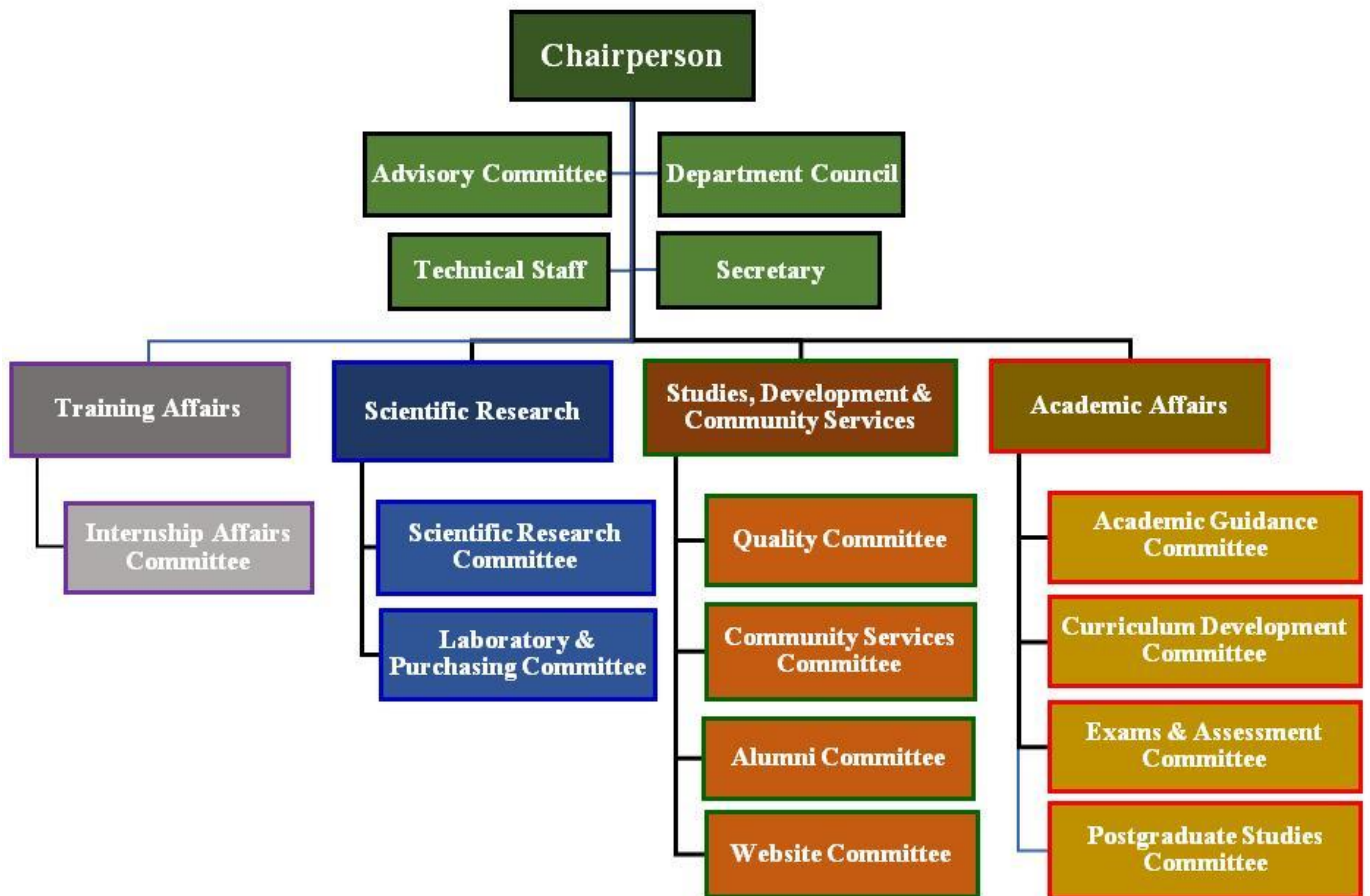 Chairperson
Advisory Committee
Department Council
Technical Staff
Secretary
Training Affairs
Scientific Research
Studies, Development &
Community Services
Academic Affairs
Internship Affairs
Committee
Scientific Research
Committee
Laboratory &
Purchasing Committee
Quality Committee
Community Services
Committee
Alumni Committee
Website Committee
Academic Guidance
Committee
Curriculum Development
Committee
Exams & Assessment
Committee
Postgraduate Studies
Committee